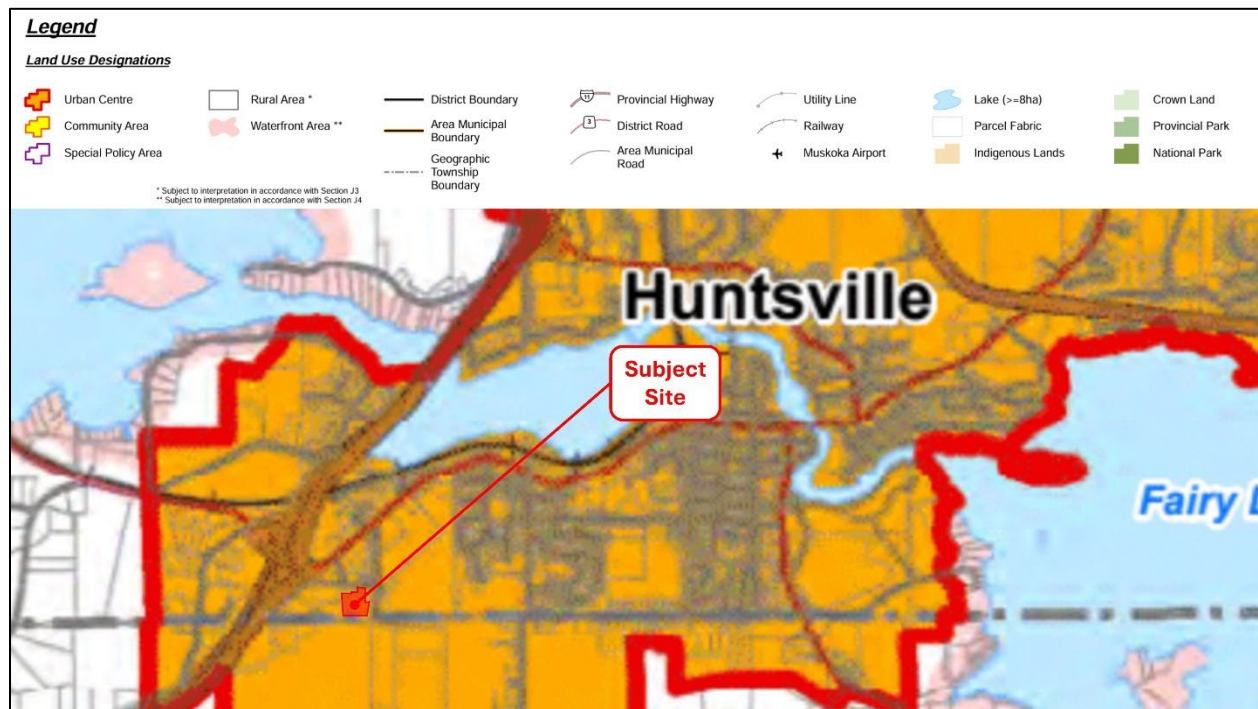 Legend
Land Use Designations
Urban Centre
Community Area
Special Policy Area
Rural Area *
Waterfront Area **
* Subject to interpretation in accordance with Section J3
** Subject to interpretation in accordance with Section J4
District Boundary
Area Municipal
Boundary
Geographic
Township
Boundary
11
Provincial Highway
3
District Road
Area Municipal
Road
Utility Line
Railway
Muskoka Airport
Lake (>=8ha)
Parcel Fabric
Indigenous Lands
Crown Land
Provincial Park
National Park
Huntsville
Subject
Site
Fairy